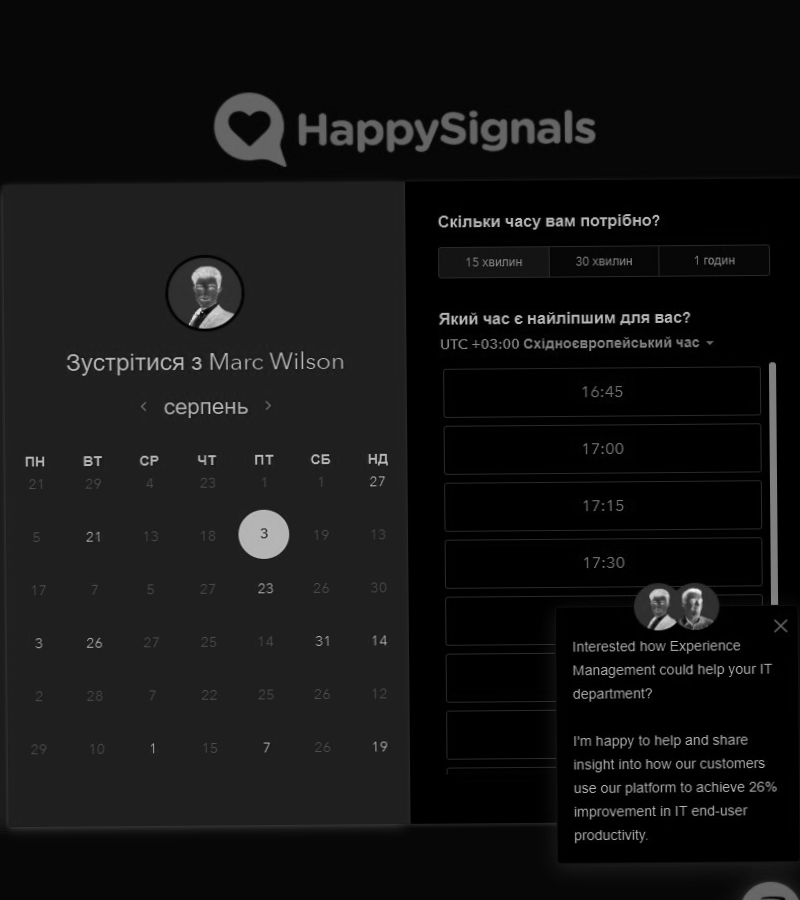 HappySignals
Зустрітися з Marc Wilson
серпень
ПН ВТ СР ЧТ ПТ СБ НД
21 29 4 23 1 1 27
5 21 13 18 3 19 13
17 7 5 27 23 26 30
3 26 27 25 14 31 14
2 28 7 22 25 26 12
29 10 1 15 7 26 19
Скільки часу вам потрібно?
15 хвилин 30 хвилин 1 годин
Який час є найліпшим для вас?
UTC +03:00 Східноєвропейський час
16:45
17:00
17:15
17:30
Interested how Experience
Management could help your IT
department?
I'm happy to help and share
insight into how our customers
use our platform to achieve 26%
improvement in IT end-user
productivity.